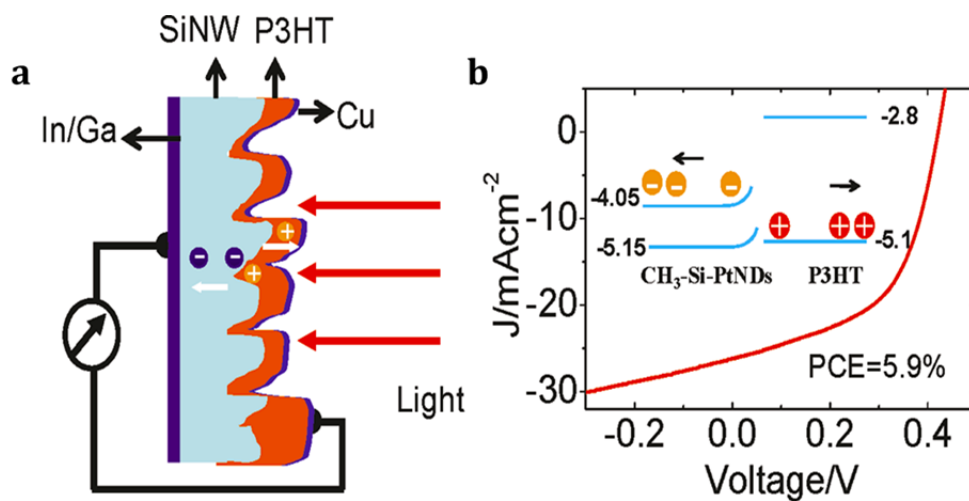 a
SiNW P3HT
In/Ga
Cu
Light
+
- -
+
b
J/mAcm⁻²
0
-10
-20
-30
-0.2 0.0 0.2 0.4
Voltage/V
-2.8
- - -
-4.05
+ + +
-5.15
-5.1
CH₃-Si-PtNDs P3HT
PCE=5.9%